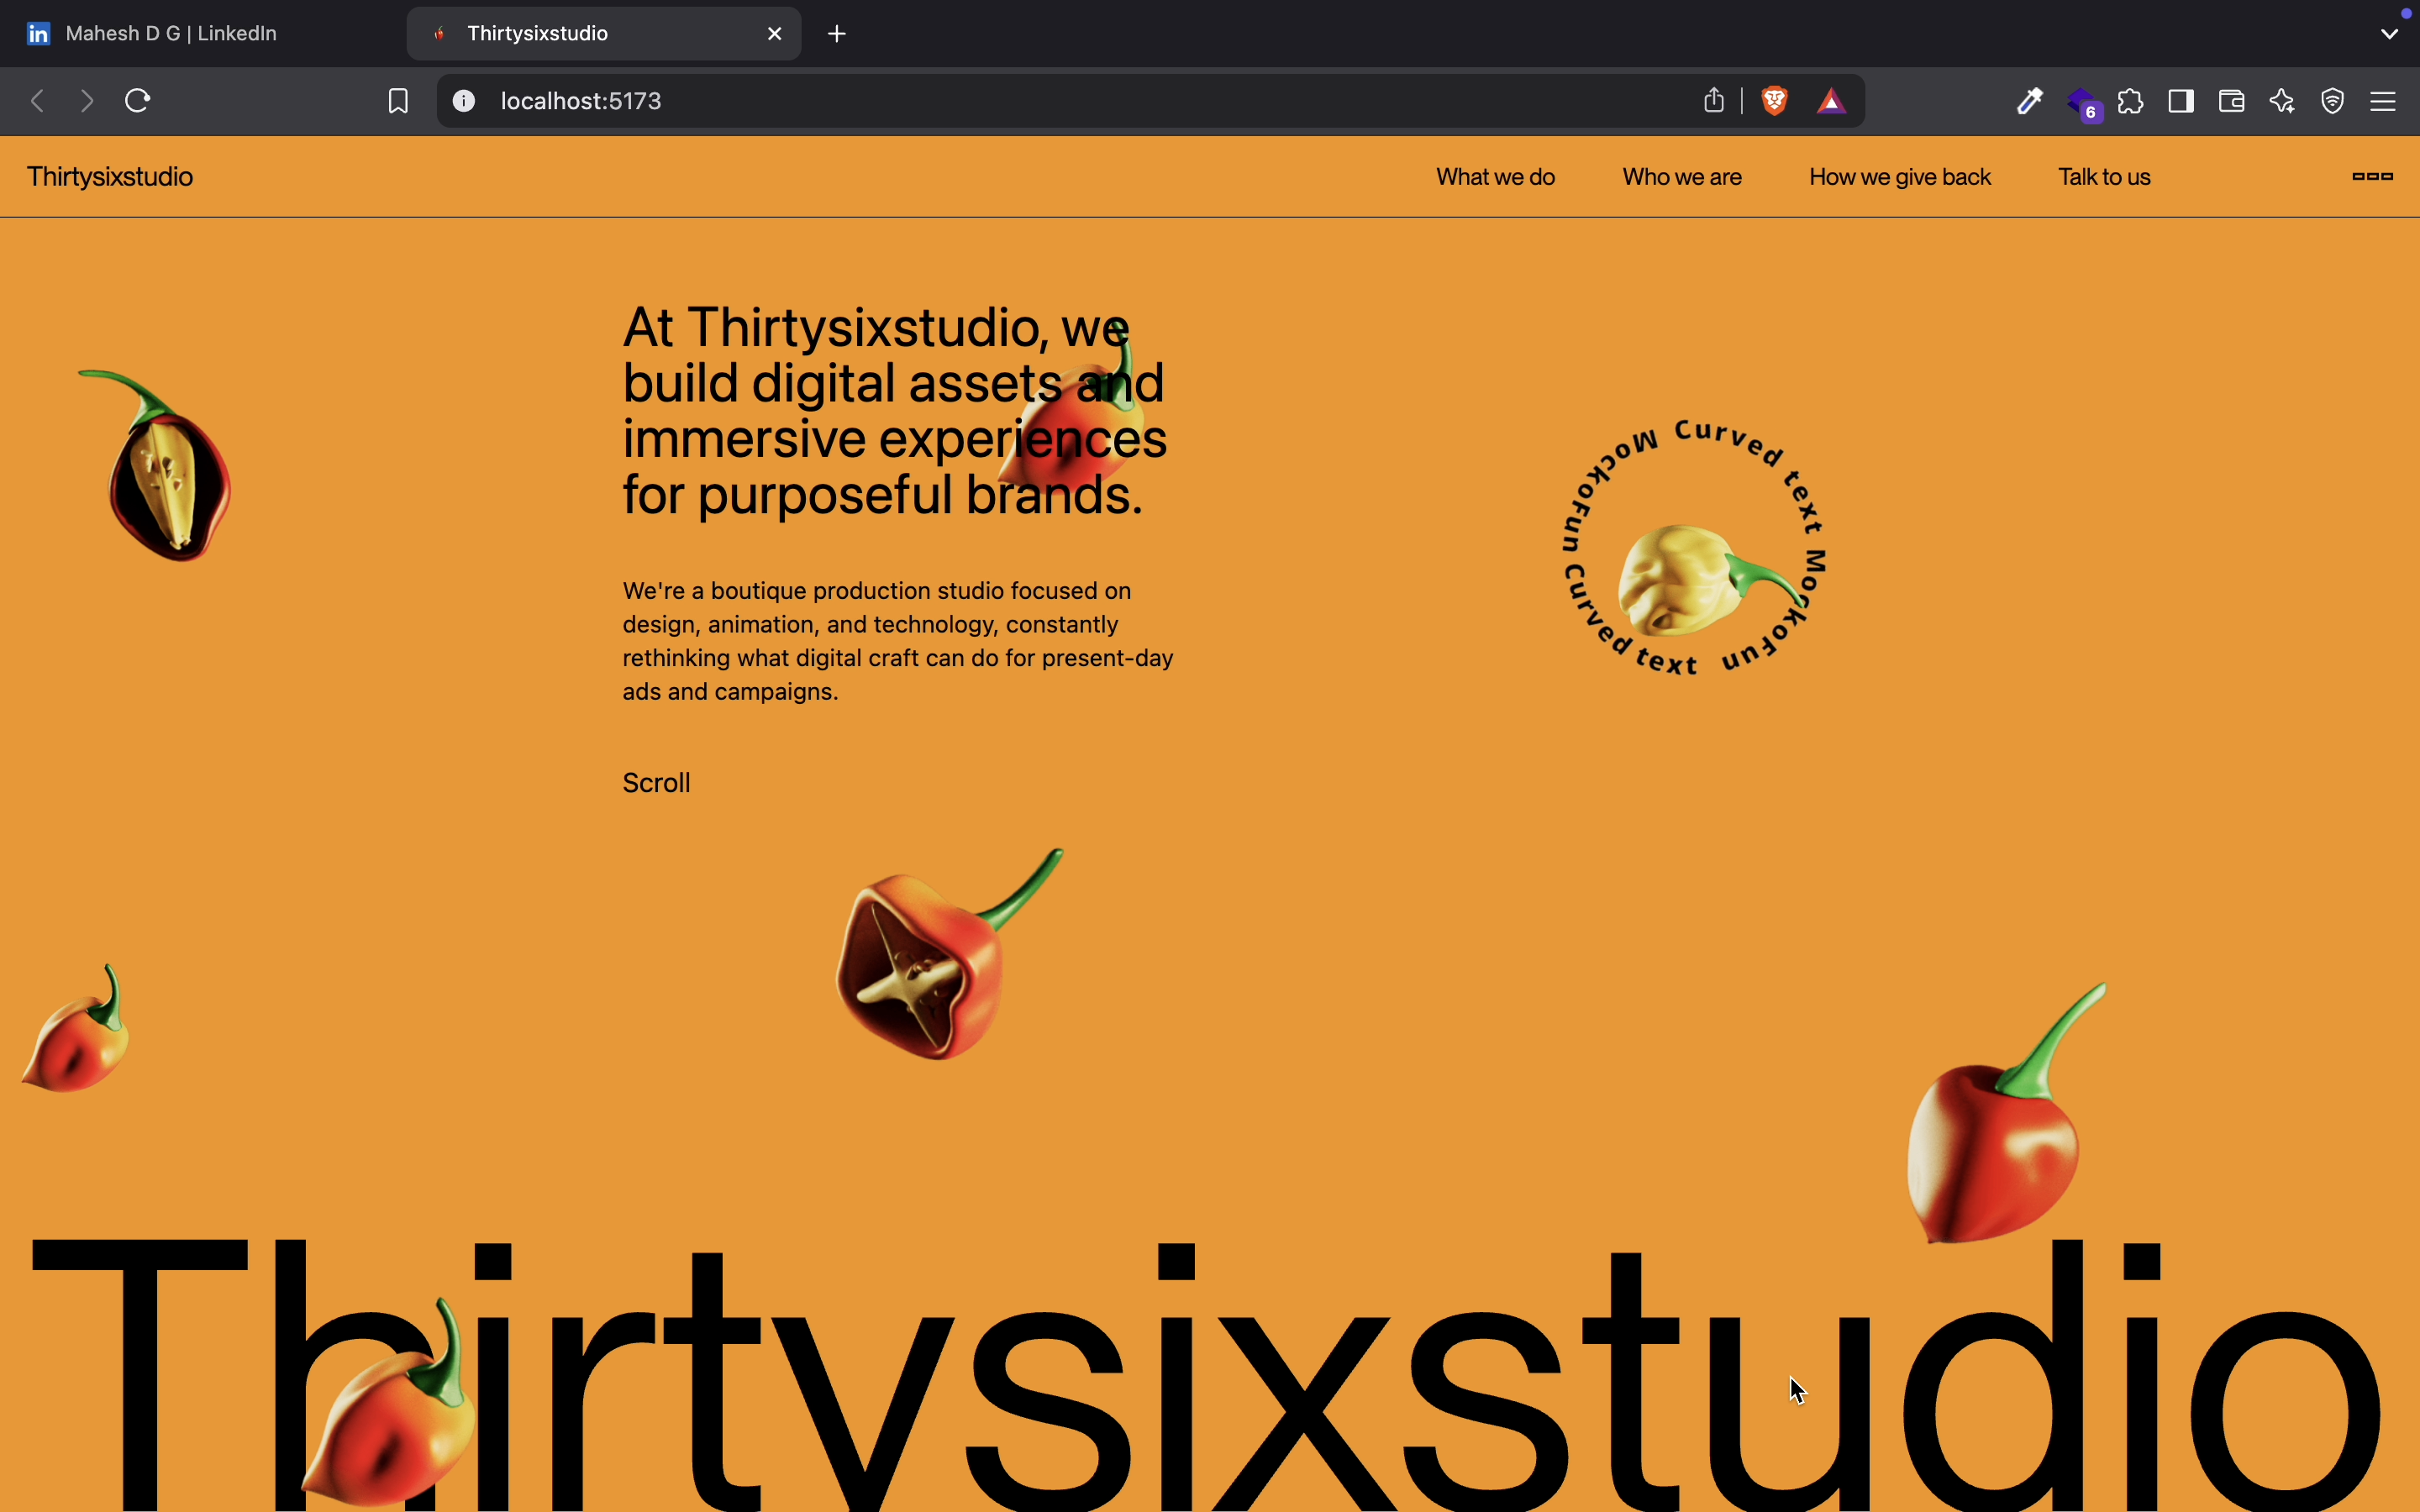 Mahesh D G | LinkedIn
Thirtysixstudio
localhost:5173
6
Thirtysixstudio
What we do
Who we are
How we give back
Talk to us
At Thirtysixstudio, we
build digital assets and
immersive experiences
for purposeful brands.
Curved text MockoFun Curved text MockoFun
We're a boutique production studio focused on
design, animation, and technology, constantly
rethinking what digital craft can do for present-day
ads and campaigns.
Scroll
Thirtysixstudio